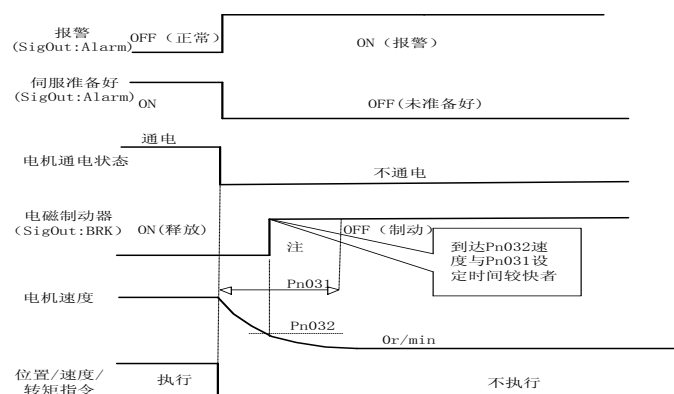 报警
(SigOut:Alarm)
OFF（正常）
ON（报警）
伺服准备好
(SigOut:Alarm)
ON
OFF(未准备好)
通电
电机通电状态
不通电
电磁制动器
（SigOut:BRK）
ON(释放)
注
OFF（制动）
到达Pn032速
度与Pn031设
定时间较快者
Pn031
电机速度
Pn032
0r/min
位置/速度/
转矩指令
执行
不执行